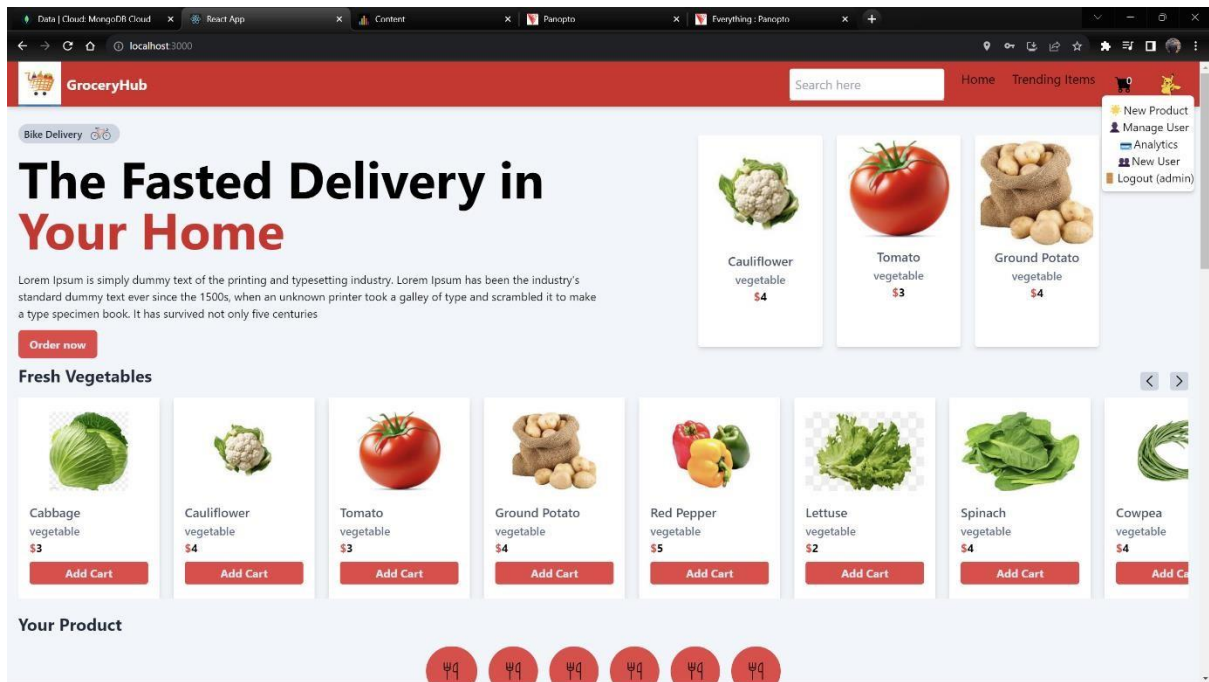 Data | Cloud: MongoDB Cloud
React App
Content
Panopto
Everything : Panopto
localhost:3000
GroceryHub
Search here
Home
Trending Items
0
New Product
Manage User
Analytics
New User
Logout (admin)
Bike Delivery
The Fasted Delivery in
Your Home
Lorem Ipsum is simply dummy text of the printing and typesetting industry. Lorem Ipsum has been the industry's
standard dummy text ever since the 1500s, when an unknown printer took a galley of type and scrambled it to make
a type specimen book. It has survived not only five centuries
Order now
Cauliflower
vegetable
$4
Tomato
vegetable
$3
Ground Potato
vegetable
$4
Fresh Vegetables
Cabbage
vegetable
$3
Add Cart
Cauliflower
vegetable
$4
Add Cart
Tomato
vegetable
$3
Add Cart
Ground Potato
vegetable
$4
Add Cart
Red Pepper
vegetable
$5
Add Cart
Lettuse
vegetable
$2
Add Cart
Spinach
vegetable
$4
Add Cart
Cowpea
vegetable
$4
Add Ca
Your Product